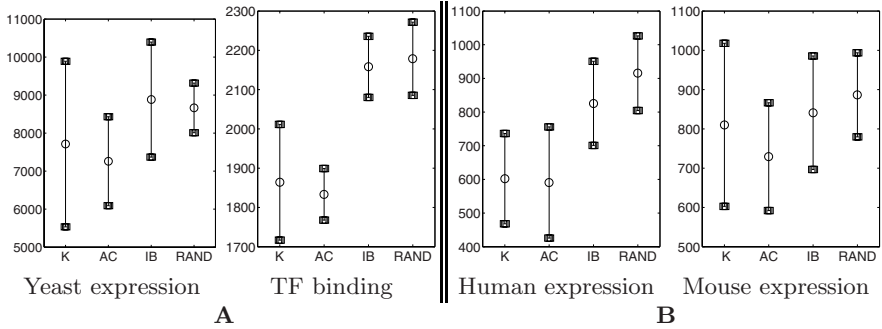 11000
10000
9000
8000
7000
6000
5000
K AC IB RAND
Yeast expression
2300
2200
2100
2000
1900
1800
1700
K AC IB RAND
TF binding
A
1100
1000
900
800
700
600
500
400
K AC IB RAND
Human expression
1100
1000
900
800
700
600
500
K AC IB RAND
Mouse expression
B